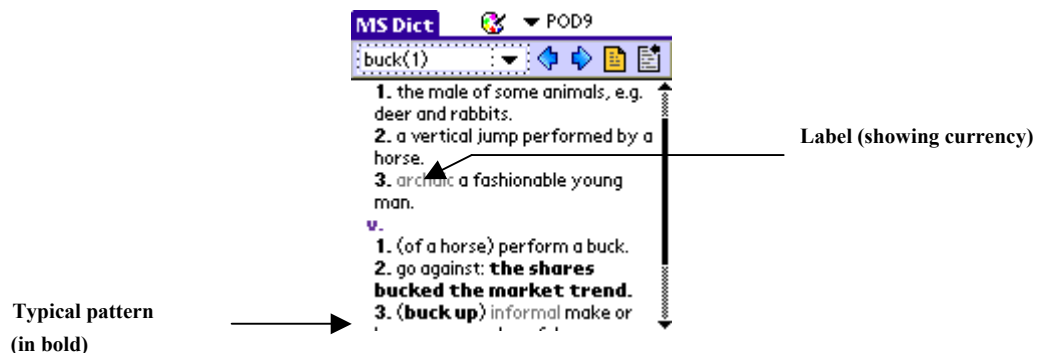 MS Dict POD9
buck(1)
1. the male of some animals, e.g.
deer and rabbits.
2. a vertical jump performed by a
horse.
Label (showing currency)
3. archaic a fashionable young
man.
v.
1. (of a horse) perform a buck.
2. go against: the shares
bucked the market trend.
3. (buck up) informal make or
Typical pattern
(in bold)